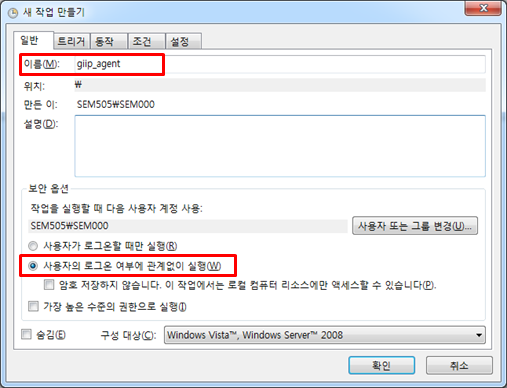 새 작업 만들기
일반 트리거 동작 조건 설정
이름(M): giip_agent
위치: ₩
만든 이: SEM505₩SEM000
설명(D):
보안 옵션
작업을 실행할 때 다음 사용자 계정 사용:
SEM505₩SEM000 사용자 또는 그룹 변경(U)...
사용자가 로그온할 때만 실행(R)
사용자의 로그온 여부에 관계없이 실행(W)
암호 저장하지 않습니다. 이 작업에서는 로컬 컴퓨터 리소스에만 액세스할 수 있습니다(P).
가장 높은 수준의 권한으로 실행(I)
숨김(E) 구성 대상(C): Windows Vista™, Windows Server™ 2008
확인 취소